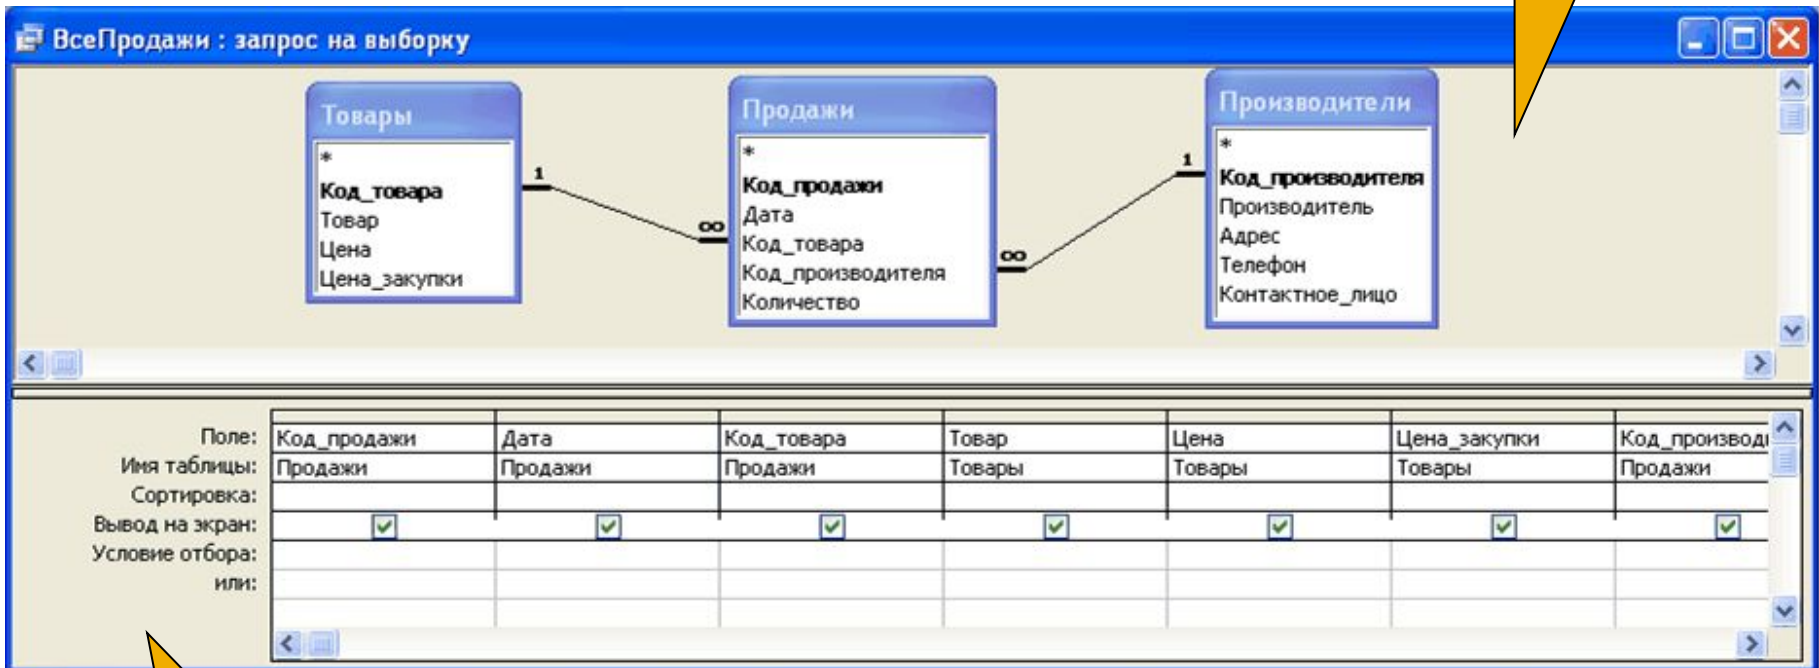 ВсеПродажи : запрос на выборку
Товары
*
Код_товара
Товар
Цена
Цена_закупки
1
∞
Продажи
*
Код_продажи
Дата
Код_товара
Код_производителя
Количество
∞
1
Производители
*
Код_производителя
Производитель
Адрес
Телефон
Контактное_лицо
Поле: Код_продажи Дата Код_товара Товар Цена Цена_закупки Код_производи
Имя таблицы: Продажи Продажи Продажи Товары Товары Товары Продажи
Сортировка:
Вывод на экран:
Условие отбора:
или: